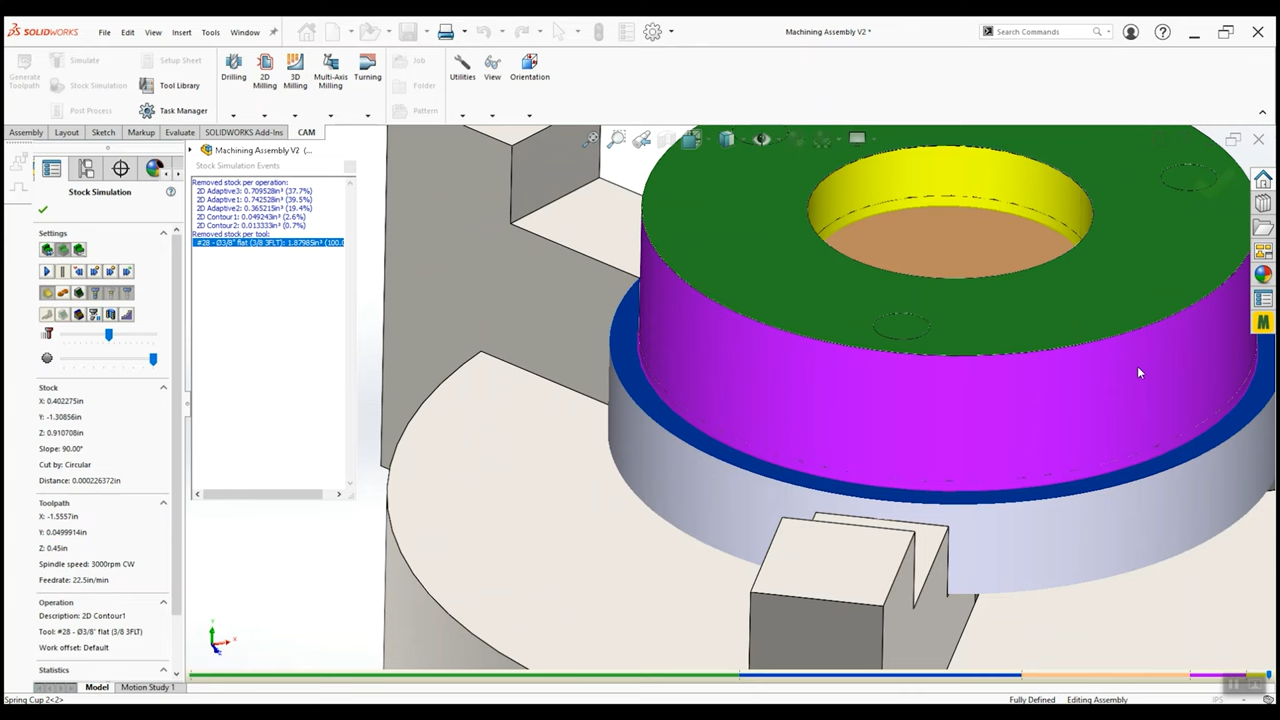 SOLIDWORKS
File
Edit
View
Insert
Tools
Window
Machining Assembly V2 *
Search Commands
Generate
Toolpath
Simulate
Stock Simulation
Post Process
Setup Sheet
Tool Library
Task Manager
Drilling
2D
Milling
3D
Milling
Multi-Axis
Milling
Turning
Job
Folder
Pattern
Utilities
View
Orientation
Assembly
Layout
Sketch
Markup
Evaluate
SOLIDWORKS Add-Ins
CAM
Stock Simulation
Settings
Stock
X: 0.402275in
Y: -1.30856in
Z: 0.910708in
Slope: 90.00°
Cut by: Circular
Distance: 0.000226372in
Toolpath
X: -1.5557in
Y: 0.0499914in
Z: 0.45in
Spindle speed: 3000rpm CW
Feedrate: 22.5in/min
Operation
Description: 2D Contour1
Tool: #28 - Ø3/8" flat (3/8 3FLT)
Work offset: Default
Statistics
Machining Assembly V2 (...
Stock Simulation Events
Removed stock per operation:
2D Adaptive3: 0.709528in³ (37.7%)
2D Adaptive1: 0.742528in³ (39.5%)
2D Adaptive2: 0.365215in³ (19.4%)
2D Contour1: 0.049243in³ (2.6%)
2D Contour2: 0.013333in³ (0.7%)
Removed stock per tool:
#28 - Ø3/8" flat (3/8 3FLT): 1.87985in³ (100.0
Model
Motion Study 1
Spring Cup 2<2>
Fully Defined
Editing Assembly
IPS